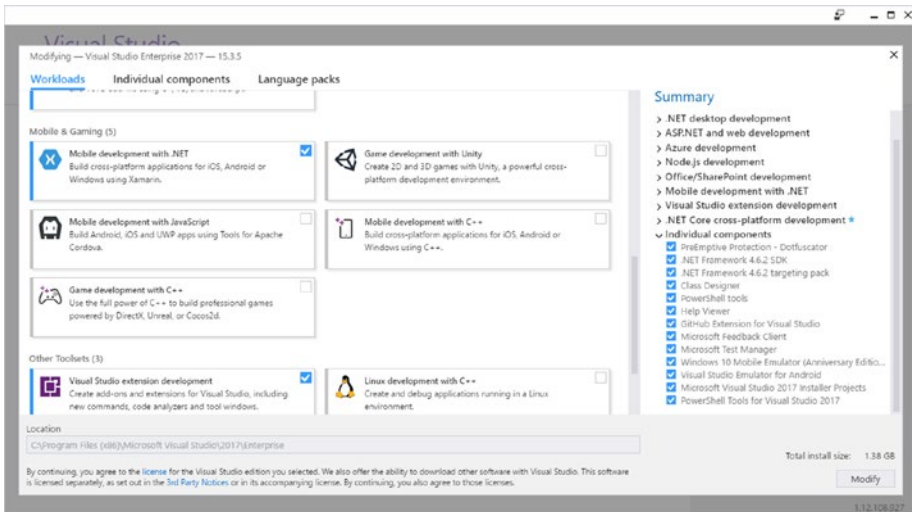 Visual Studio
Modifying — Visual Studio Enterprise 2017 — 15.3.5
Workloads Individual components Language packs
Mobile & Gaming (5)
Mobile development with .NET
Build cross-platform applications for iOS, Android or
Windows using Xamarin.
Game development with Unity
Create 2D and 3D games with Unity, a powerful cross-
platform development environment.
Mobile development with JavaScript
Build Android, iOS and UWP apps using Tools for Apache
Cordova.
Mobile development with C++
Build cross-platform applications for iOS, Android or
Windows using C++.
Game development with C++
Use the full power of C++ to build professional games
powered by DirectX, Unreal, or Cocos2d.
Other Toolsets (3)
Visual Studio extension development
Create add-ons and extensions for Visual Studio, including
new commands, code analyzers and tool windows.
Linux development with C++
Create and debug applications running in a Linux
environment.
Summary
.NET desktop development
ASP.NET and web development
Azure development
Node.js development
Office/SharePoint development
Mobile development with .NET
Visual Studio extension development
.NET Core cross-platform development
Individual components
PreEmptive Protection - Dotfuscator
.NET Framework 4.6.2 SDK
.NET Framework 4.6.2 targeting pack
Class Designer
PowerShell tools
Help Viewer
GitHub Extension for Visual Studio
Microsoft Feedback Client
Microsoft Test Manager
Windows 10 Mobile Emulator (Anniversary Editio...
Visual Studio Emulator for Android
Microsoft Visual Studio 2017 Installer Projects
PowerShell Tools for Visual Studio 2017
Location
C:\Program Files (x86)\Microsoft Visual Studio\2017\Enterprise
By continuing, you agree to the license for the Visual Studio edition you selected. We also offer the ability to download other software with Visual Studio. This software
is licensed separately, as set out in the 3rd Party Notices or in its accompanying license. By continuing, you also agree to those licenses.
Total install size: 1.38 GB
Modify
1.12.108.027